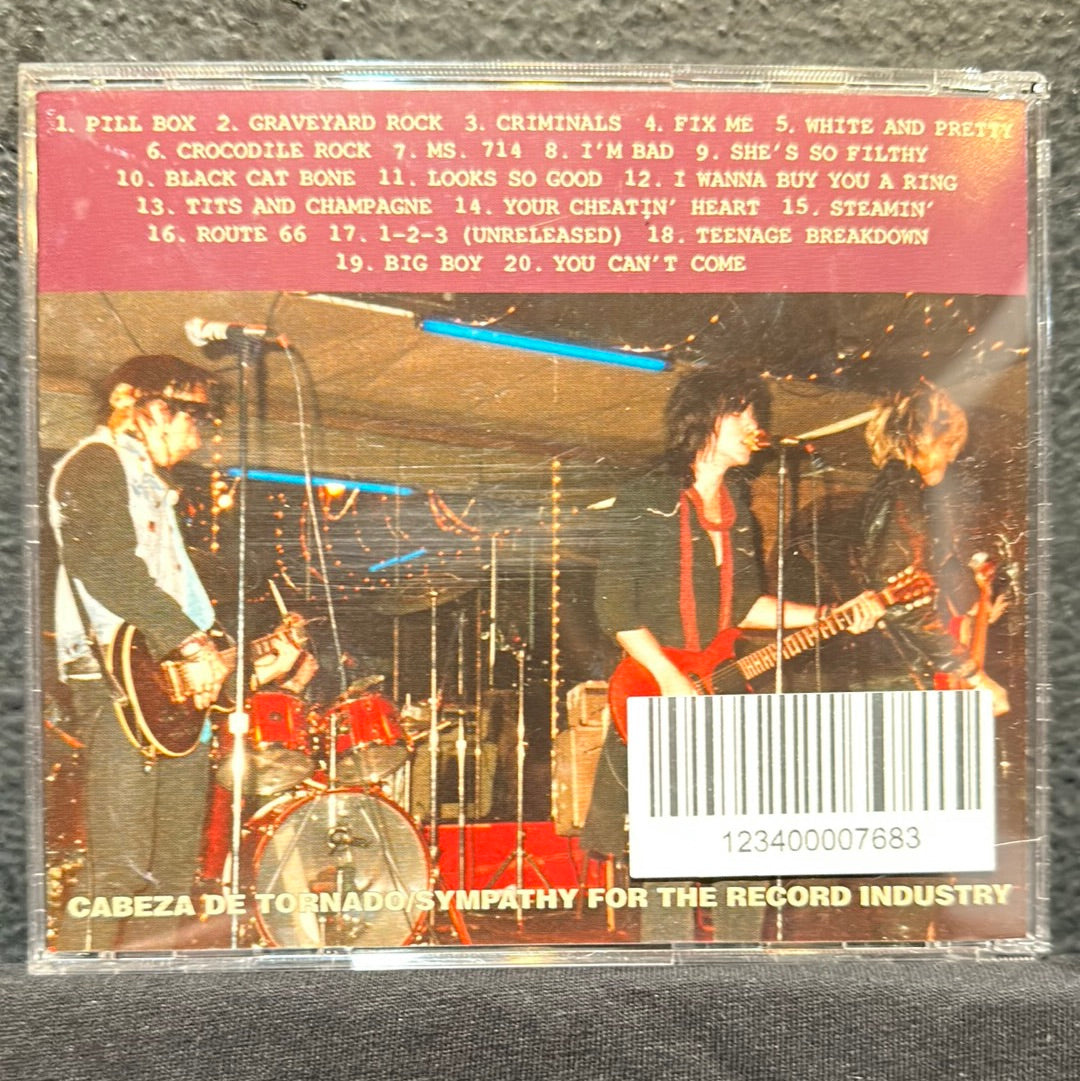 1. PILL BOX 2. GRAVEYARD ROCK 3. CRIMINALS 4. FIX ME 5. WHITE AND PRETTY
6. CROCODILE ROCK 7. MS. 714 8. I'M BAD 9. SHE'S SO FILTHY
10. BLACK CAT BONE 11. LOOKS SO GOOD 12. I WANNA BUY YOU A RING
13. TITS AND CHAMPAGNE 14. YOUR CHEATIN' HEART 15. STEAMIN'
16. ROUTE 66 17. 1-2-3 (UNRELEASED) 18. TEENAGE BREAKDOWN
19. BIG BOY 20. YOU CAN'T COME
123400007683
CABEZA DE TORNADO/SYMPATHY FOR THE RECORD INDUSTRY